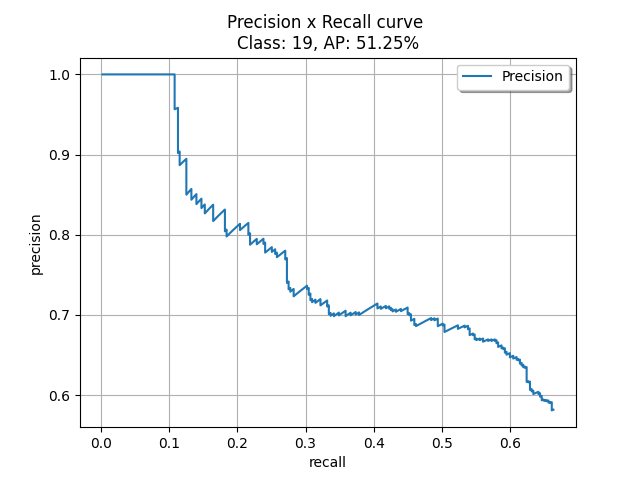 Precision x Recall curve
Class: 19, AP: 51.25%
Precision
precision
1.0
0.9
0.8
0.7
0.6
0.0 0.1 0.2 0.3 0.4 0.5 0.6
recall